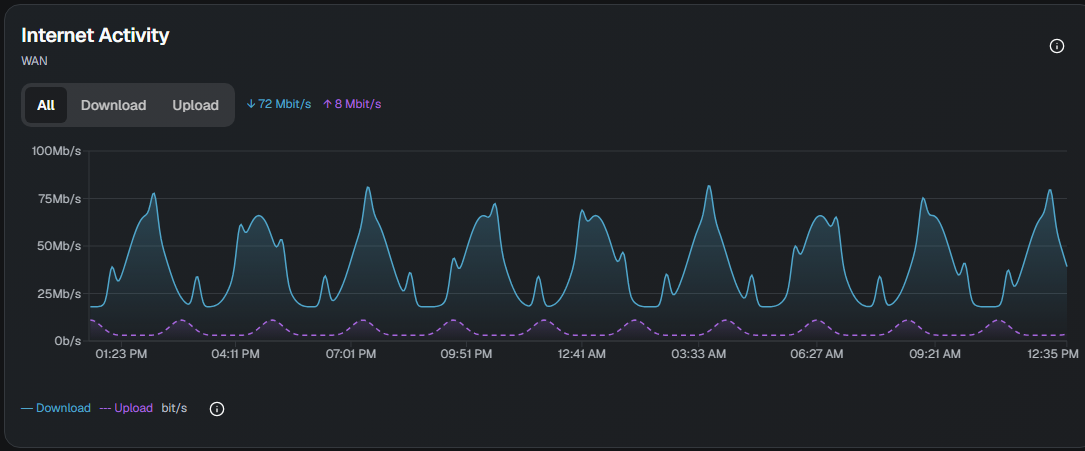 Internet Activity
WAN
All Download Upload ↓ 72 Mbit/s ↑ 8 Mbit/s
100Mb/s
75Mb/s
50Mb/s
25Mb/s
0b/s
01:23 PM 04:11 PM 07:01 PM 09:51 PM 12:41 AM 03:33 AM 06:27 AM 09:21 AM 12:35 PM
Download Upload bit/s